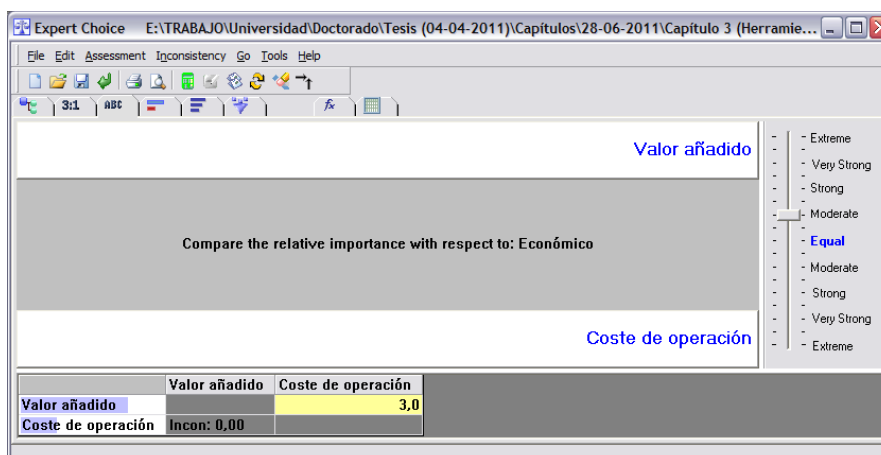 Expert Choice E:\TRABAJO\Universidad\Doctorado\Tesis (04-04-2011)\Capítulos\28-06-2011\Capítulo 3 (Herramie...
File Edit Assessment Inconsistency Go Tools Help
3:1 ABC fx
Valor añadido
Extreme
Very Strong
Strong
Moderate
Compare the relative importance with respect to: Económico
Equal
Moderate
Strong
Very Strong
Coste de operación
Extreme
Valor añadido Coste de operación
Valor añadido 3,0
Coste de operación Incon: 0,00